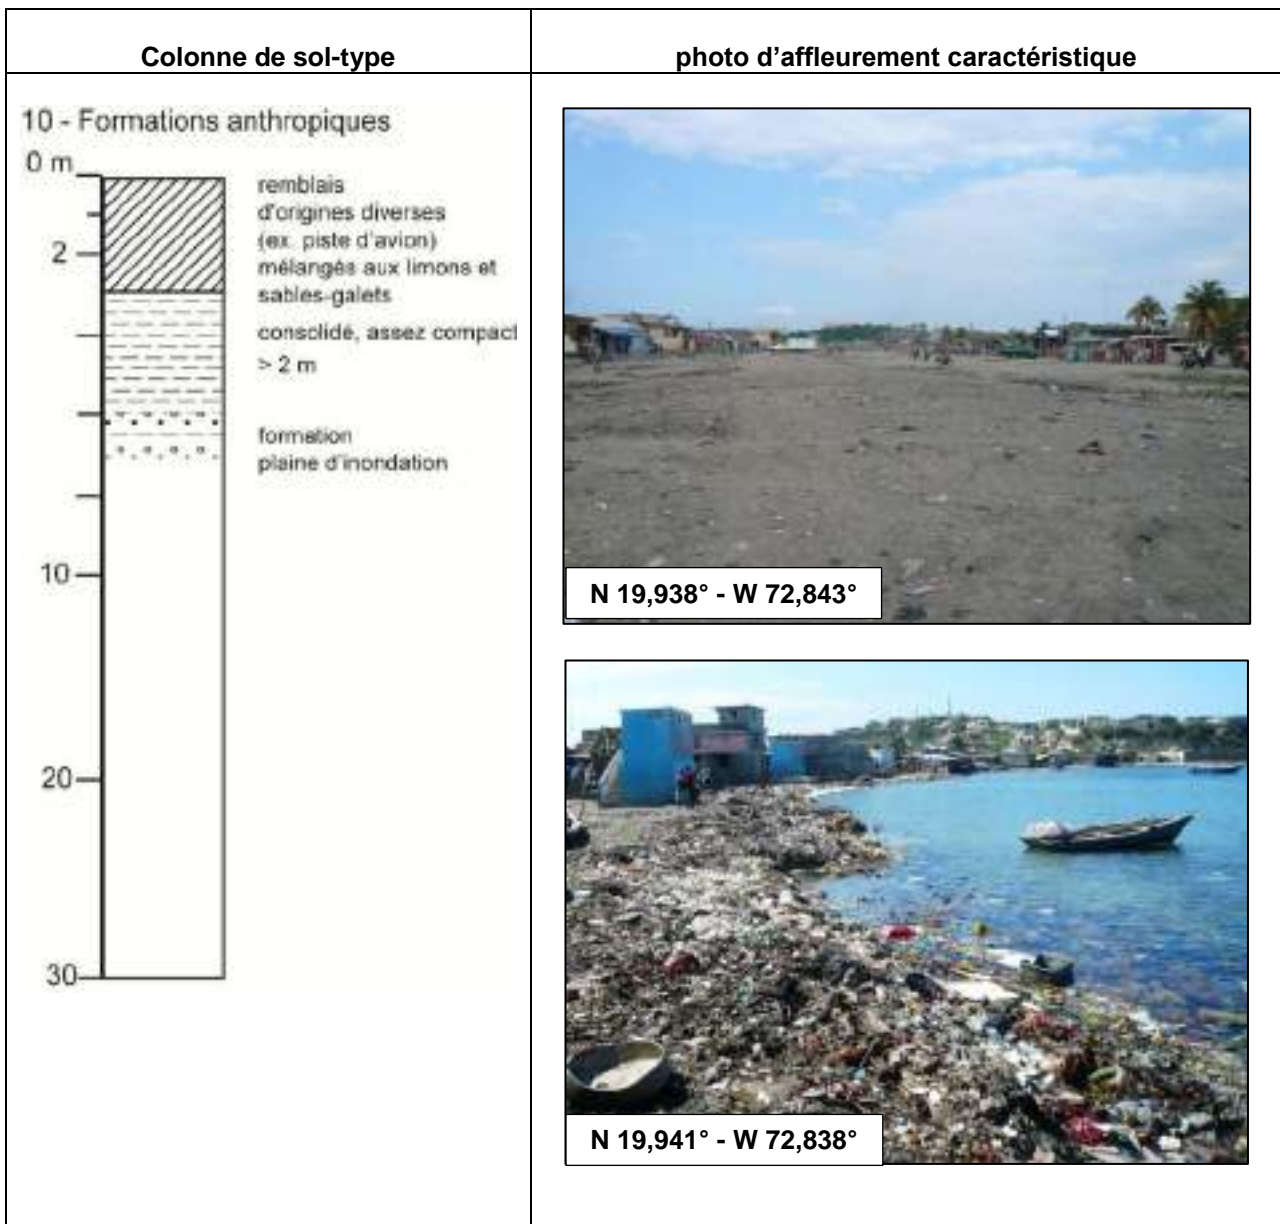 Colonne de sol-type
photo d'affleurement caractéristique
10 - Formations anthropiques
0 m
remblais
d'origines diverses
(ex. piste d'avion)
2
mélangés aux limons et
sables-galets
consolidé, assez compact
> 2 m
formation
plaine d'inondation
10
20
30
N 19,938° - W 72,843°
N 19,941° - W 72,838°